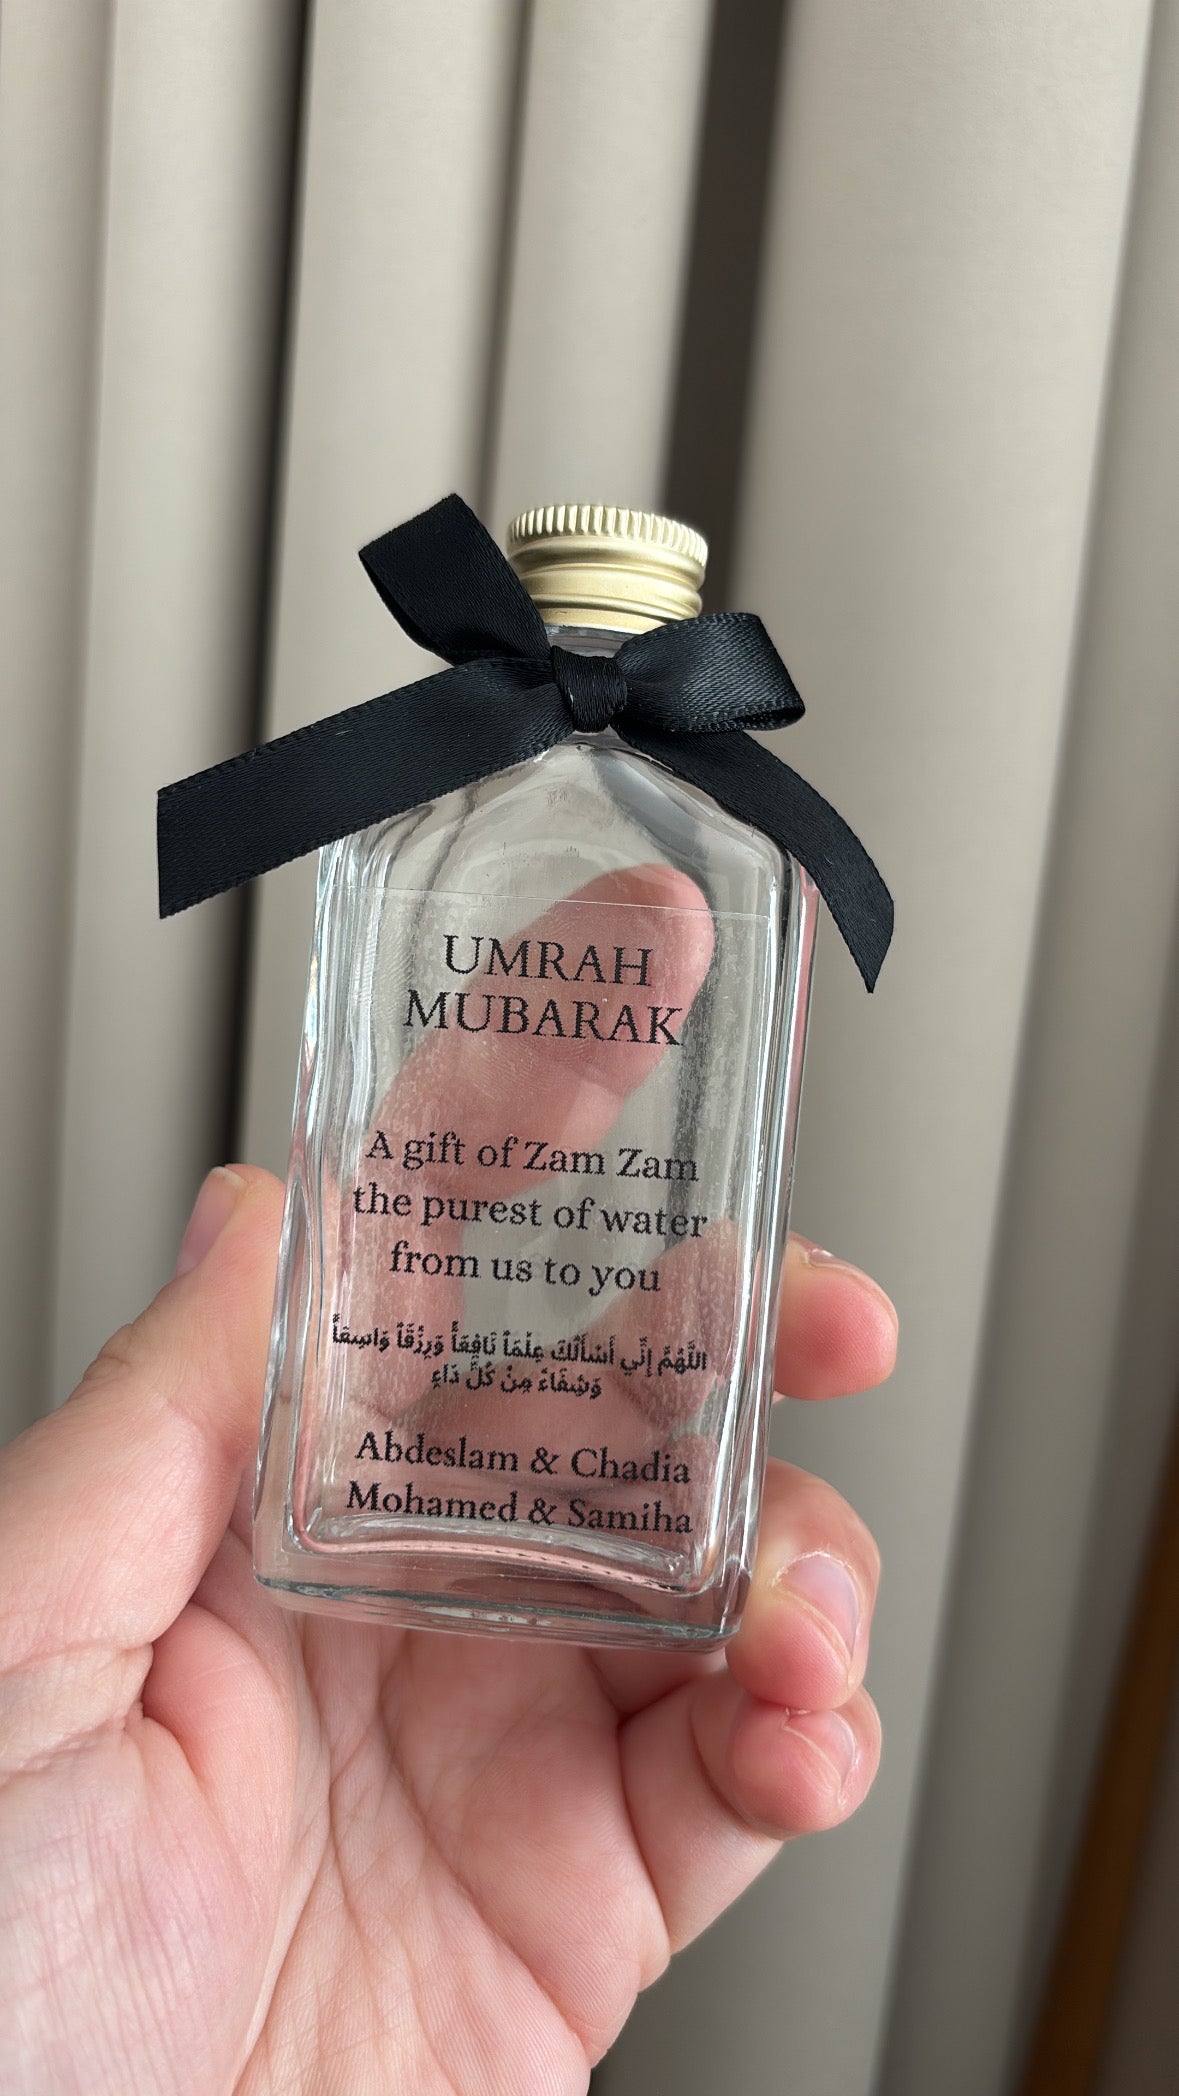 UMRAH
MUBARAK
A gift of Zam Zam
the purest of water
from us to you
اللَّهُمَّ إِنِّي أَسْأَلُكَ عِلْمَاً نَافِعَاً وَرِزْقَاً وَاسِعَاً
وَشِفَاءً مِنْ كُلِّ دَاءٍ
Abdeslam & Chadia
Mohamed & Samiha